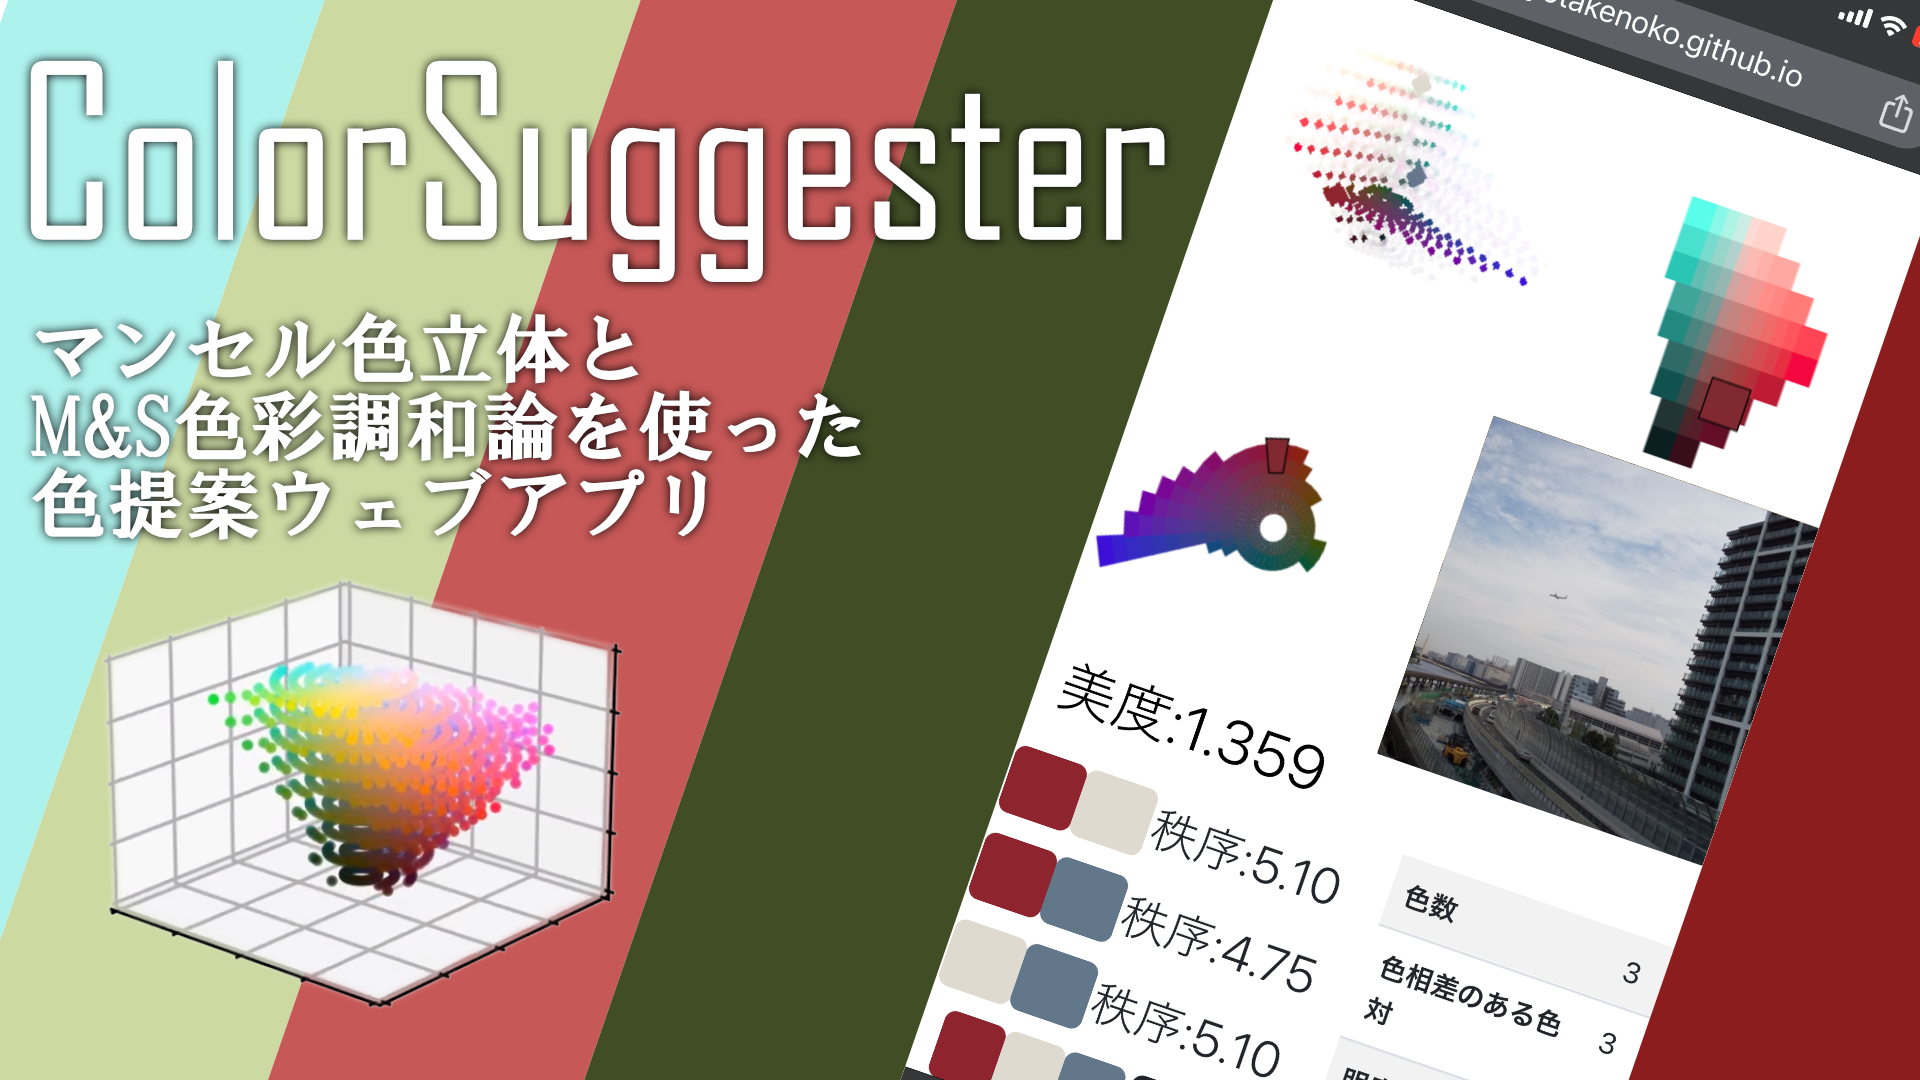 ColorSuggester
マンセル色立体と
M&S色彩調和論を使った
色提案ウェブアプリ
takenoko.github.io
美度:1.359
秩序:5.10
秩序:4.75
秩序:5.10
色数
3
色相差のある色
対
3